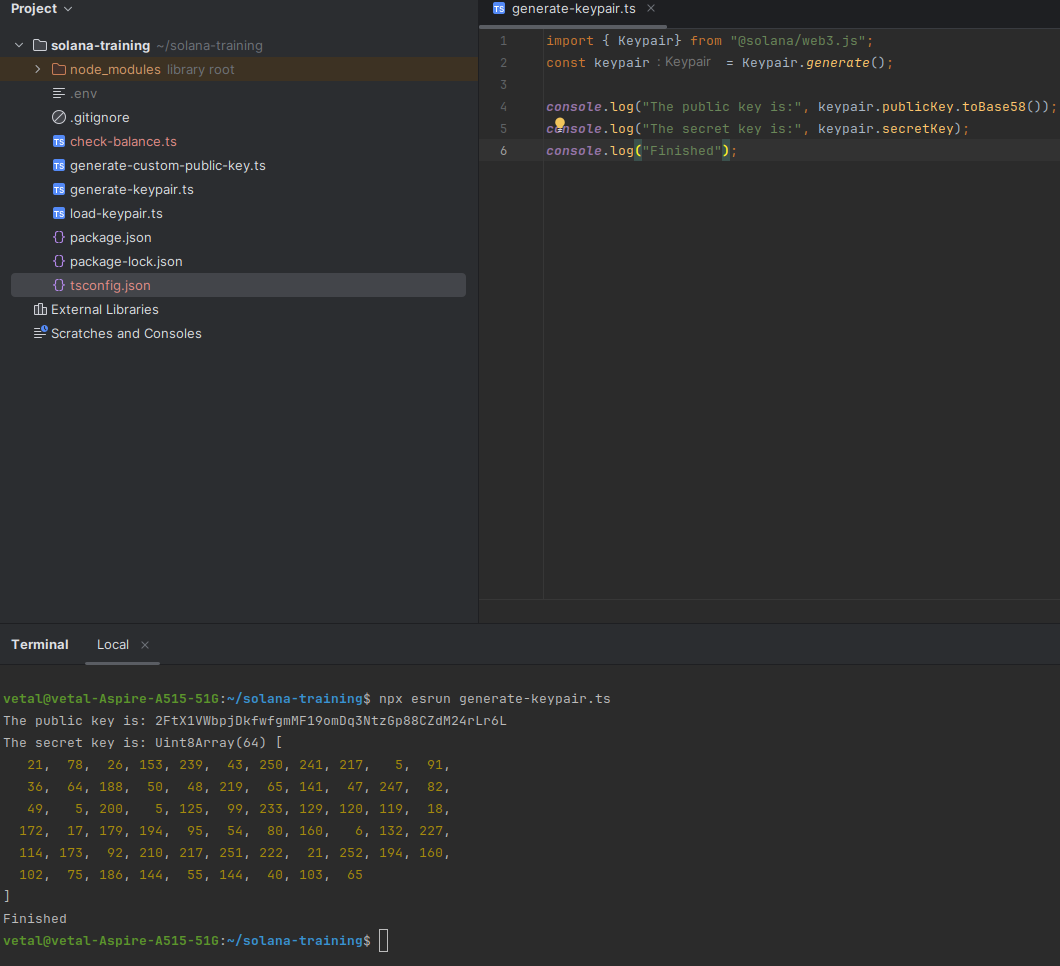 Project
solana-training ~/solana-training
node_modules library root
.env
.gitignore
check-balance.ts
generate-custom-public-key.ts
generate-keypair.ts
load-keypair.ts
package.json
package-lock.json
tsconfig.json
External Libraries
Scratches and Consoles
generate-keypair.ts
1 import { Keypair} from "@solana/web3.js";
2 const keypair : Keypair = Keypair.generate();
3
4 console.log("The public key is:", keypair.publicKey.toBase58());
5 console.log("The secret key is:", keypair.secretKey);
6 console.log("Finished");
Terminal Local
vetal@vetal-Aspire-A515-51G:~/solana-training$ npx esrun generate-keypair.ts
The public key is: 2FtX1VWbpjDkfwfgmMF19omDq3NtzGp88CZdM24rLr6L
The secret key is: Uint8Array(64) [
21, 78, 26, 153, 239, 43, 250, 241, 217, 5, 91,
36, 64, 188, 50, 48, 219, 65, 141, 47, 247, 82,
49, 5, 200, 5, 125, 99, 233, 129, 120, 119, 18,
172, 17, 179, 194, 95, 54, 80, 160, 6, 132, 227,
114, 173, 92, 210, 217, 251, 222, 21, 252, 194, 160,
102, 75, 186, 144, 55, 144, 40, 103, 65
]
Finished
vetal@vetal-Aspire-A515-51G:~/solana-training$